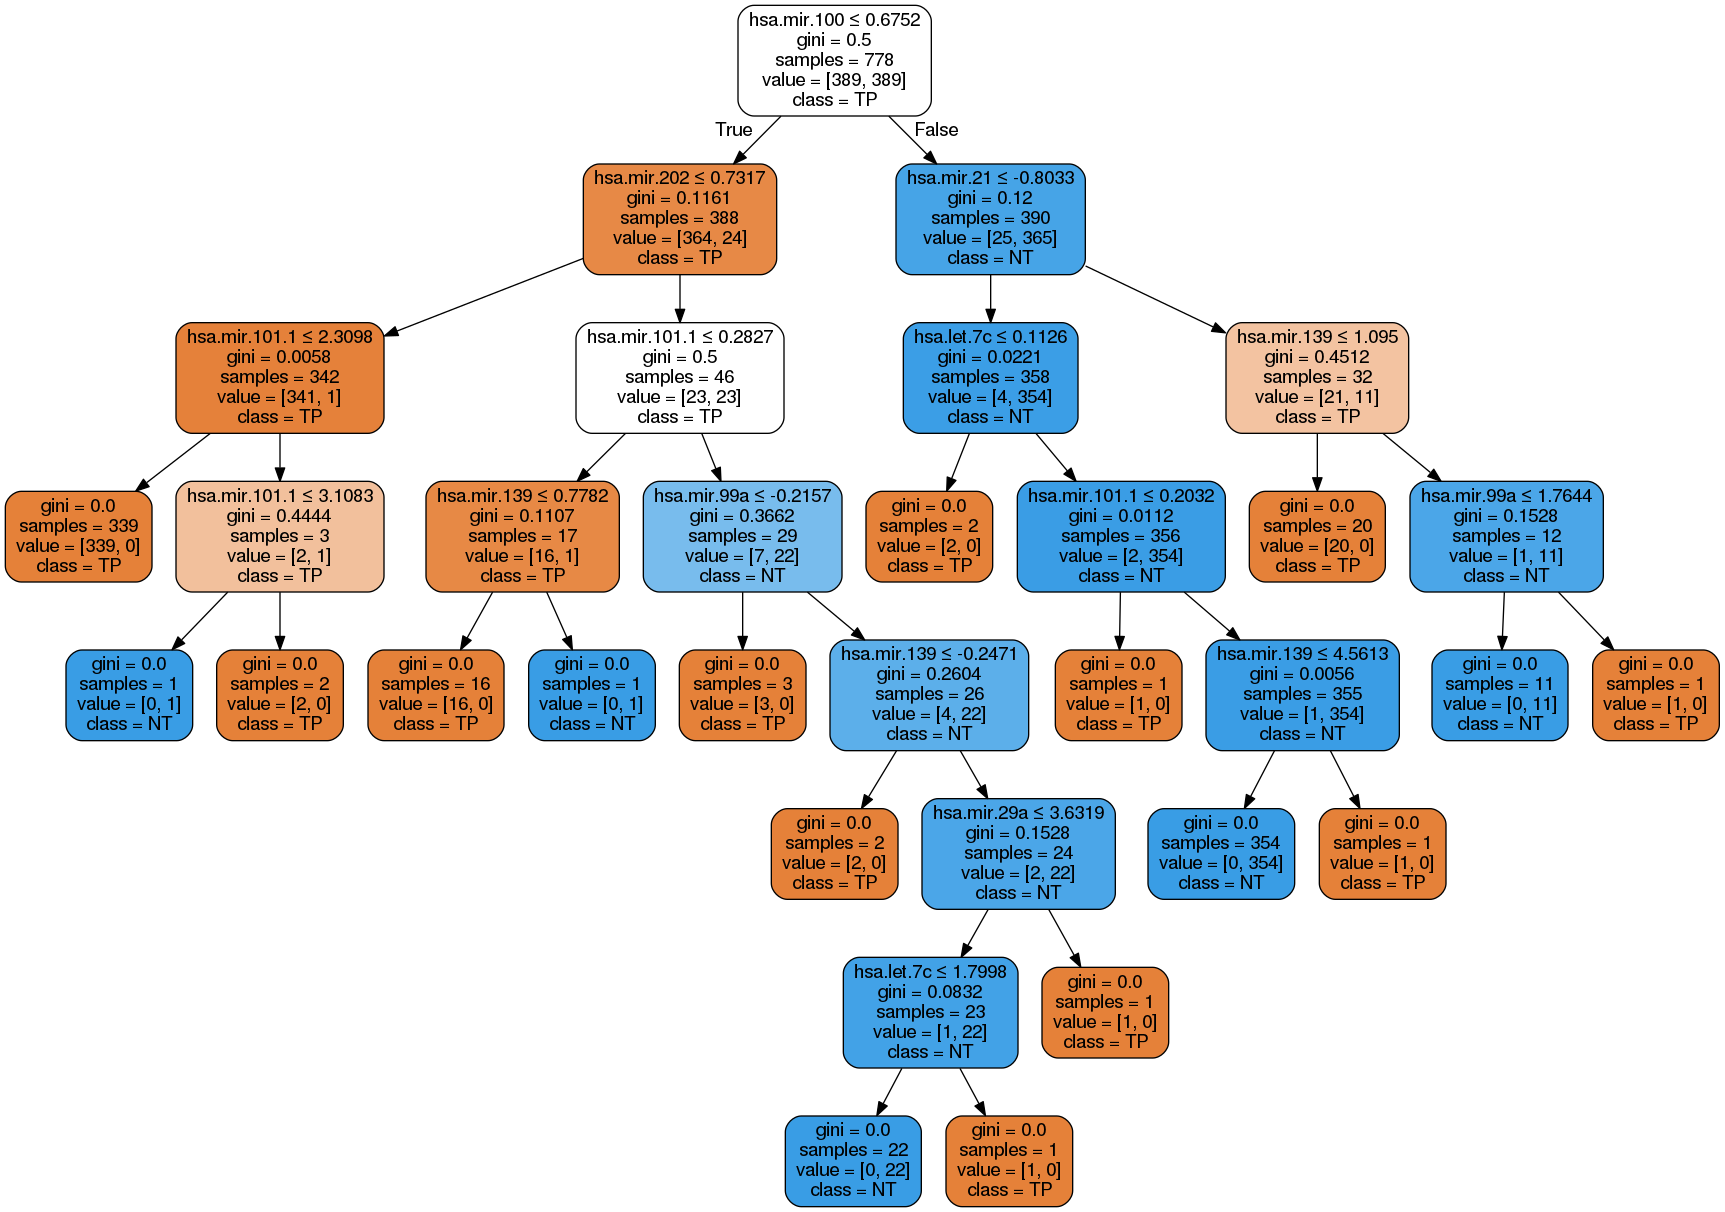 hsa.mir.100 ≤ 0.6752
gini = 0.5
samples = 778
value = [389, 389]
class = TP
True
False
hsa.mir.202 ≤ 0.7317
gini = 0.1161
samples = 388
value = [364, 24]
class = TP
hsa.mir.21 ≤ -0.8033
gini = 0.12
samples = 390
value = [25, 365]
class = NT
hsa.mir.101.1 ≤ 2.3098
gini = 0.0058
samples = 342
value = [341, 1]
class = TP
hsa.mir.101.1 ≤ 0.2827
gini = 0.5
samples = 46
value = [23, 23]
class = TP
hsa.let.7c ≤ 0.1126
gini = 0.0221
samples = 358
value = [4, 354]
class = NT
hsa.mir.139 ≤ 1.095
gini = 0.4512
samples = 32
value = [21, 11]
class = TP
gini = 0.0
samples = 339
value = [339, 0]
class = TP
hsa.mir.101.1 ≤ 3.1083
gini = 0.4444
samples = 3
value = [2, 1]
class = TP
hsa.mir.139 ≤ 0.7782
gini = 0.1107
samples = 17
value = [16, 1]
class = TP
hsa.mir.99a ≤ -0.2157
gini = 0.3662
samples = 29
value = [7, 22]
class = NT
gini = 0.0
samples = 2
value = [2, 0]
class = TP
hsa.mir.101.1 ≤ 0.2032
gini = 0.0112
samples = 356
value = [2, 354]
class = NT
gini = 0.0
samples = 20
value = [20, 0]
class = TP
hsa.mir.99a ≤ 1.7644
gini = 0.1528
samples = 12
value = [1, 11]
class = NT
gini = 0.0
samples = 1
value = [0, 1]
class = NT
gini = 0.0
samples = 2
value = [2, 0]
class = TP
gini = 0.0
samples = 16
value = [16, 0]
class = TP
gini = 0.0
samples = 1
value = [0, 1]
class = NT
gini = 0.0
samples = 3
value = [3, 0]
class = TP
hsa.mir.139 ≤ -0.2471
gini = 0.2604
samples = 26
value = [4, 22]
class = NT
gini = 0.0
samples = 1
value = [1, 0]
class = TP
hsa.mir.139 ≤ 4.5613
gini = 0.0056
samples = 355
value = [1, 354]
class = NT
gini = 0.0
samples = 11
value = [0, 11]
class = NT
gini = 0.0
samples = 1
value = [1, 0]
class = TP
gini = 0.0
samples = 2
value = [2, 0]
class = TP
hsa.mir.29a ≤ 3.6319
gini = 0.1528
samples = 24
value = [2, 22]
class = NT
gini = 0.0
samples = 354
value = [0, 354]
class = NT
gini = 0.0
samples = 1
value = [1, 0]
class = TP
hsa.let.7c ≤ 1.7998
gini = 0.0832
samples = 23
value = [1, 22]
class = NT
gini = 0.0
samples = 1
value = [1, 0]
class = TP
gini = 0.0
samples = 22
value = [0, 22]
class = NT
gini = 0.0
samples = 1
value = [1, 0]
class = TP